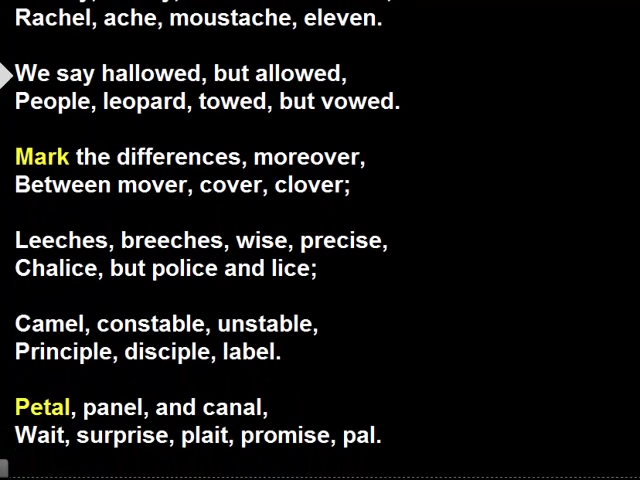 Rachel, ache, moustache, eleven.
We say hallowed, but allowed,
People, leopard, towed, but vowed.
Mark the differences, moreover,
Between mover, cover, clover;
Leeches, breeches, wise, precise,
Chalice, but police and lice;
Camel, constable, unstable,
Principle, disciple, label.
Petal, panel, and canal,
Wait, surprise, plait, promise, pal.